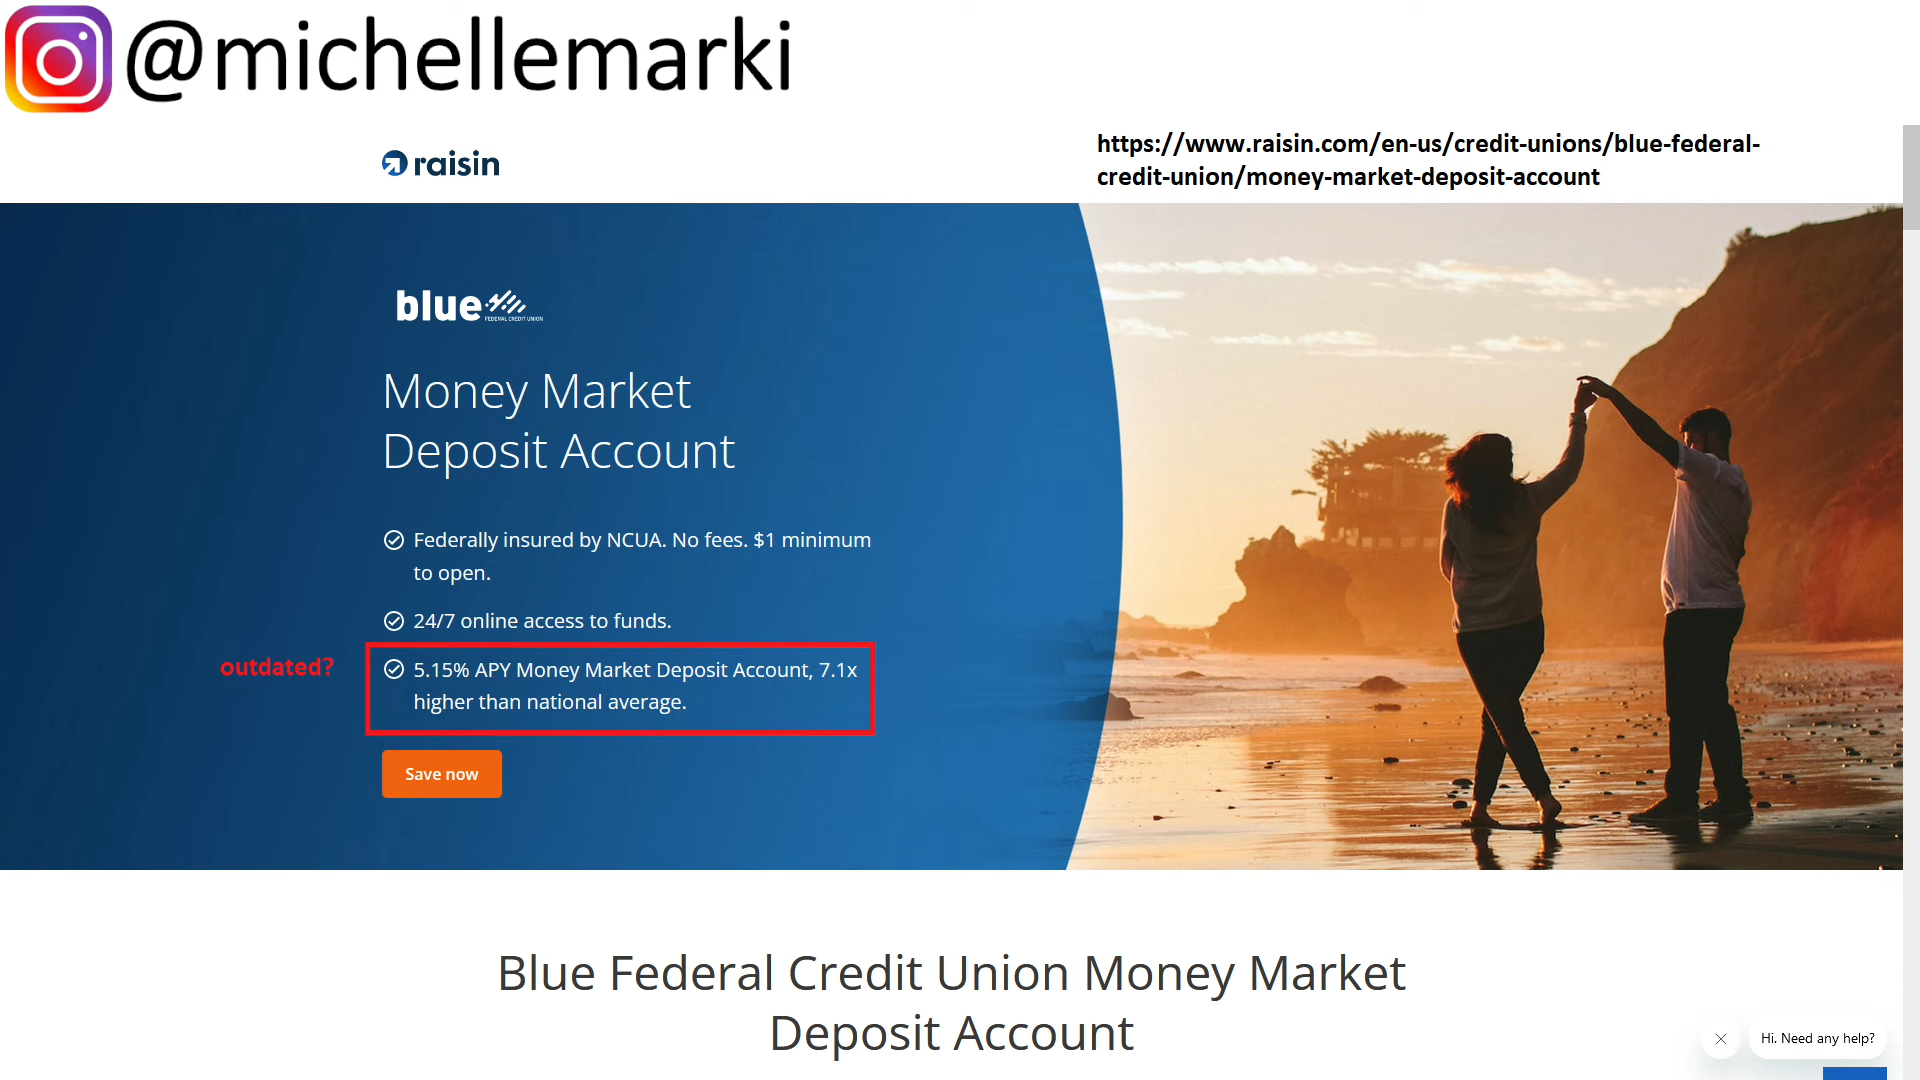 @michellemarki
raisin
https://www.raisin.com/en-us/credit-unions/blue-federal-
credit-union/money-market-deposit-account
blue
FEDERAL CREDIT UNION
Money Market
Deposit Account
Federally insured by NCUA. No fees. $1 minimum
to open.
24/7 online access to funds.
outdated?
5.15% APY Money Market Deposit Account, 7.1x
higher than national average.
Save now
Blue Federal Credit Union Money Market
Deposit Account
Hi. Need any help?